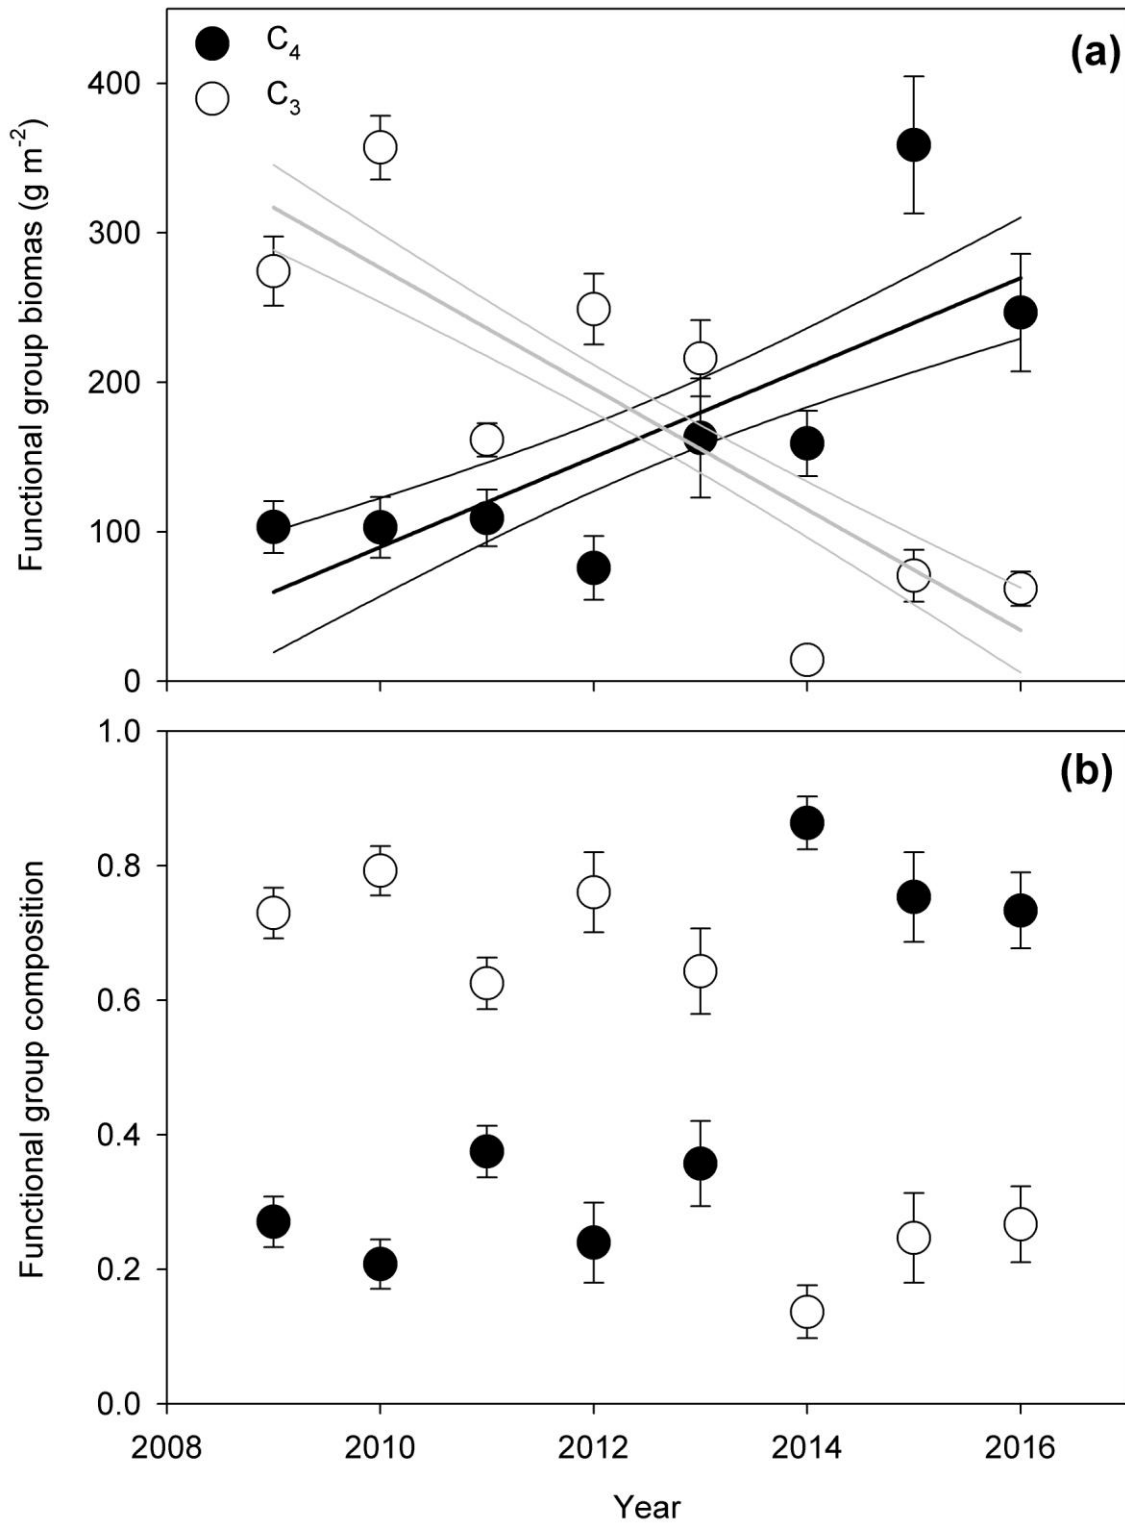 C4
C3
(a)
Functional group biomas (g m-2)
400
300
200
100
0
(b)
Functional group composition
1.0
0.8
0.6
0.4
0.2
0.0
2008 2010 2012 2014 2016
Year